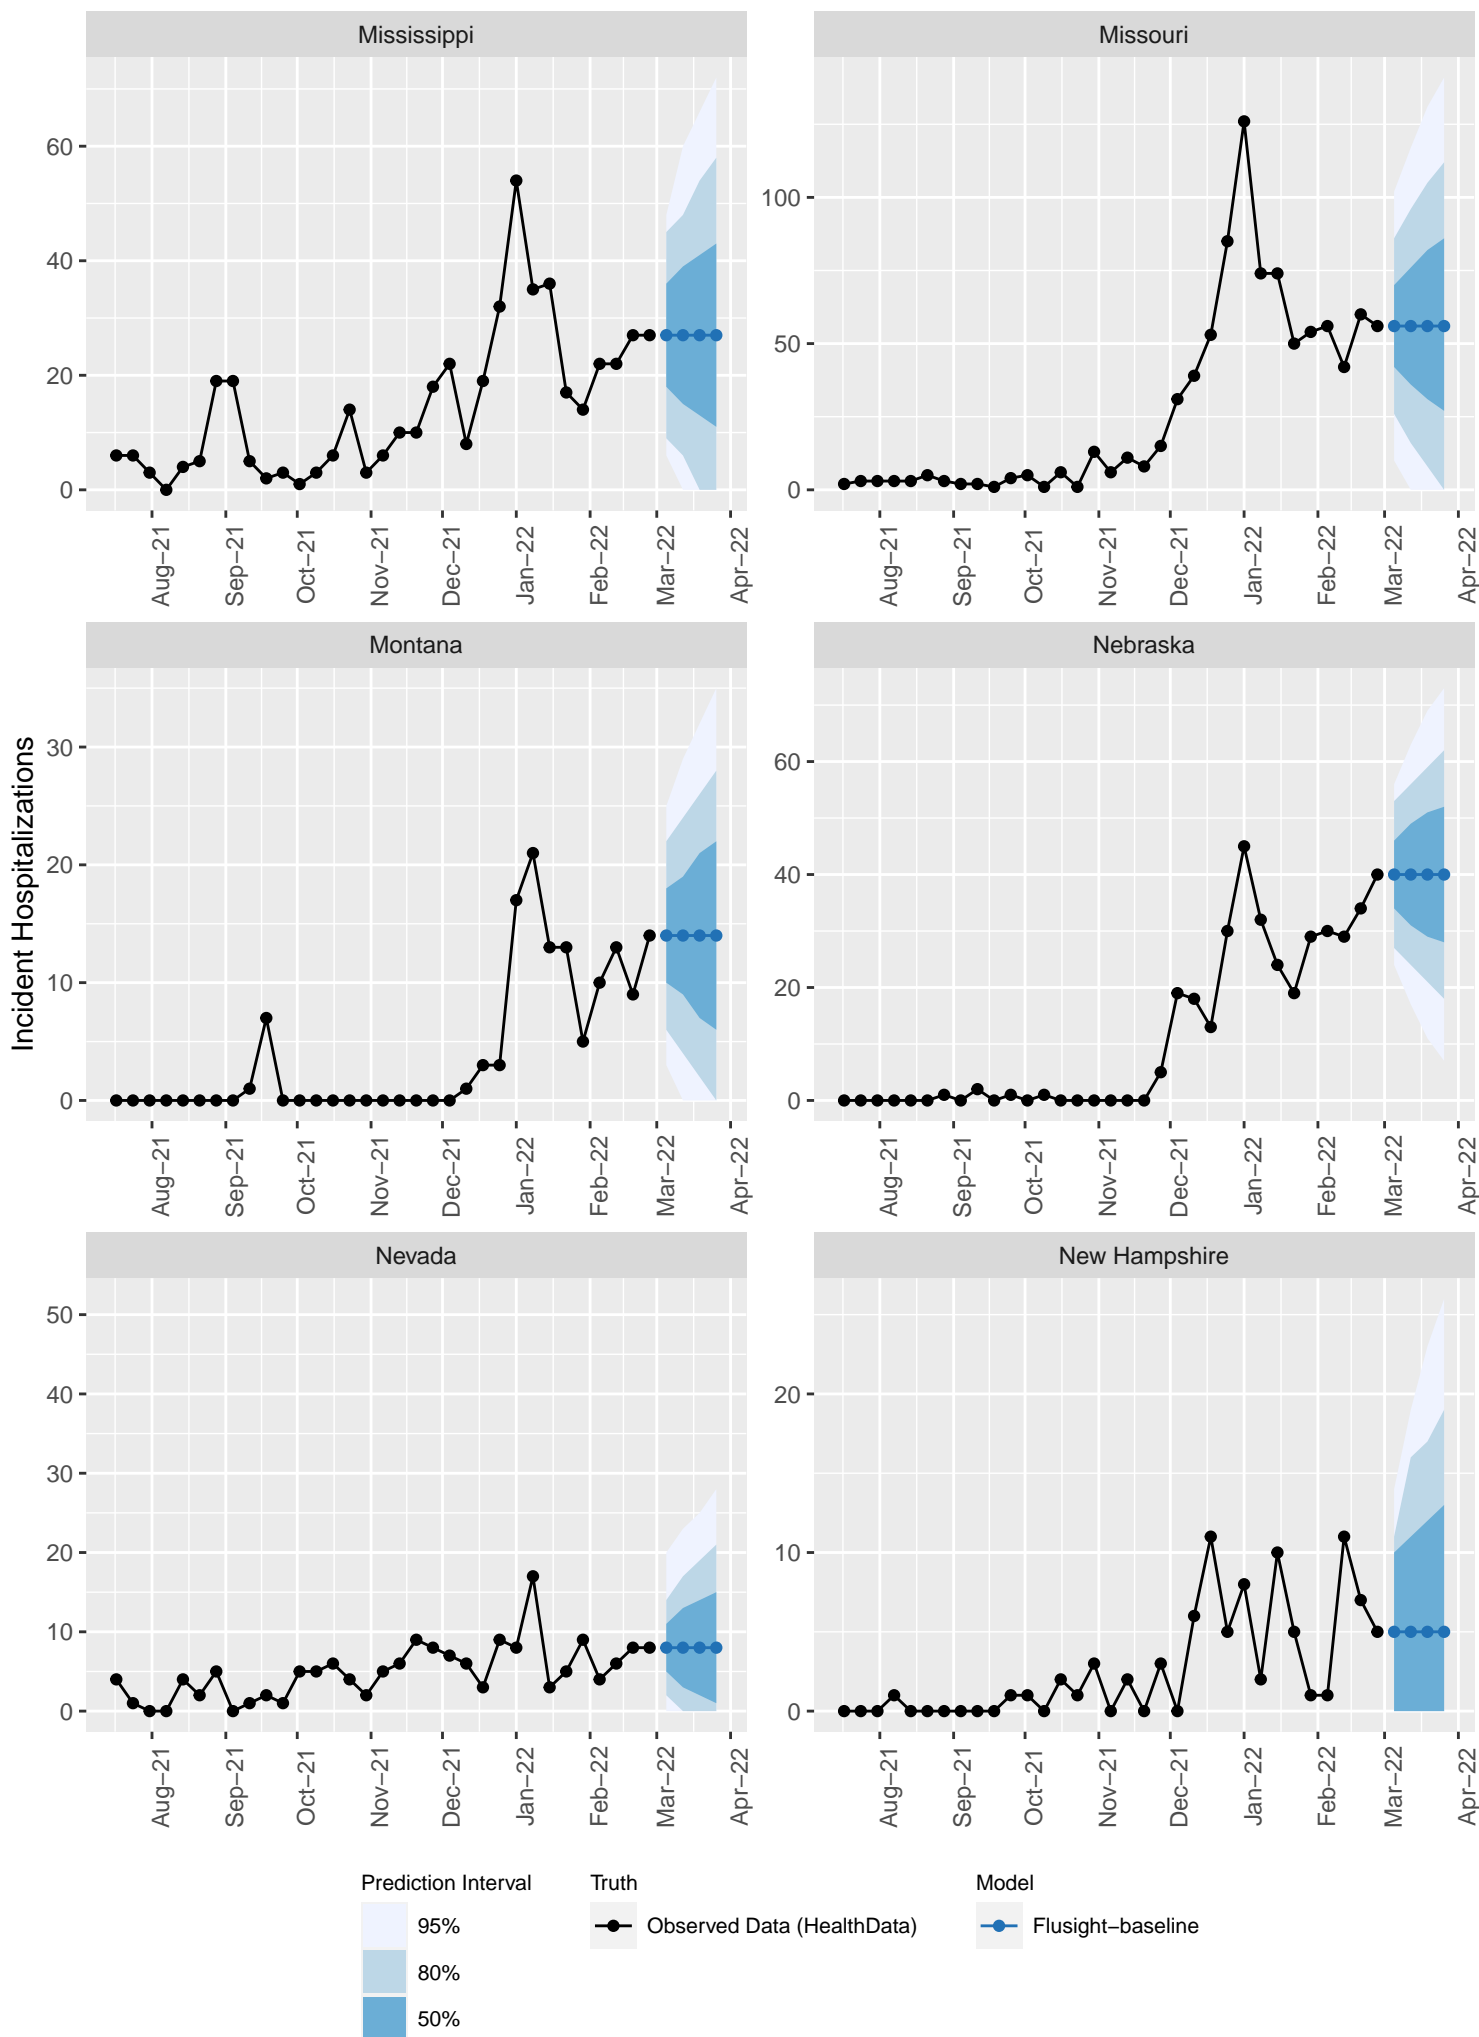 Mississippi
Missouri
60
40
20
0
100
50
0
Aug−21
Sep−21
Oct−21
Nov−21
Dec−21
Jan−22
Feb−22
Mar−22
Apr−22
Aug−21
Sep−21
Oct−21
Nov−21
Dec−21
Jan−22
Feb−22
Mar−22
Apr−22
Incident Hospitalizations
Montana
Nebraska
30
20
10
0
60
40
20
0
Aug−21
Sep−21
Oct−21
Nov−21
Dec−21
Jan−22
Feb−22
Mar−22
Apr−22
Aug−21
Sep−21
Oct−21
Nov−21
Dec−21
Jan−22
Feb−22
Mar−22
Apr−22
Nevada
New Hampshire
50
40
30
20
10
0
20
10
0
Aug−21
Sep−21
Oct−21
Nov−21
Dec−21
Jan−22
Feb−22
Mar−22
Apr−22
Aug−21
Sep−21
Oct−21
Nov−21
Dec−21
Jan−22
Feb−22
Mar−22
Apr−22
Prediction Interval
95%
80%
50%
Truth
Observed Data (HealthData)
Model
Flusight−baseline